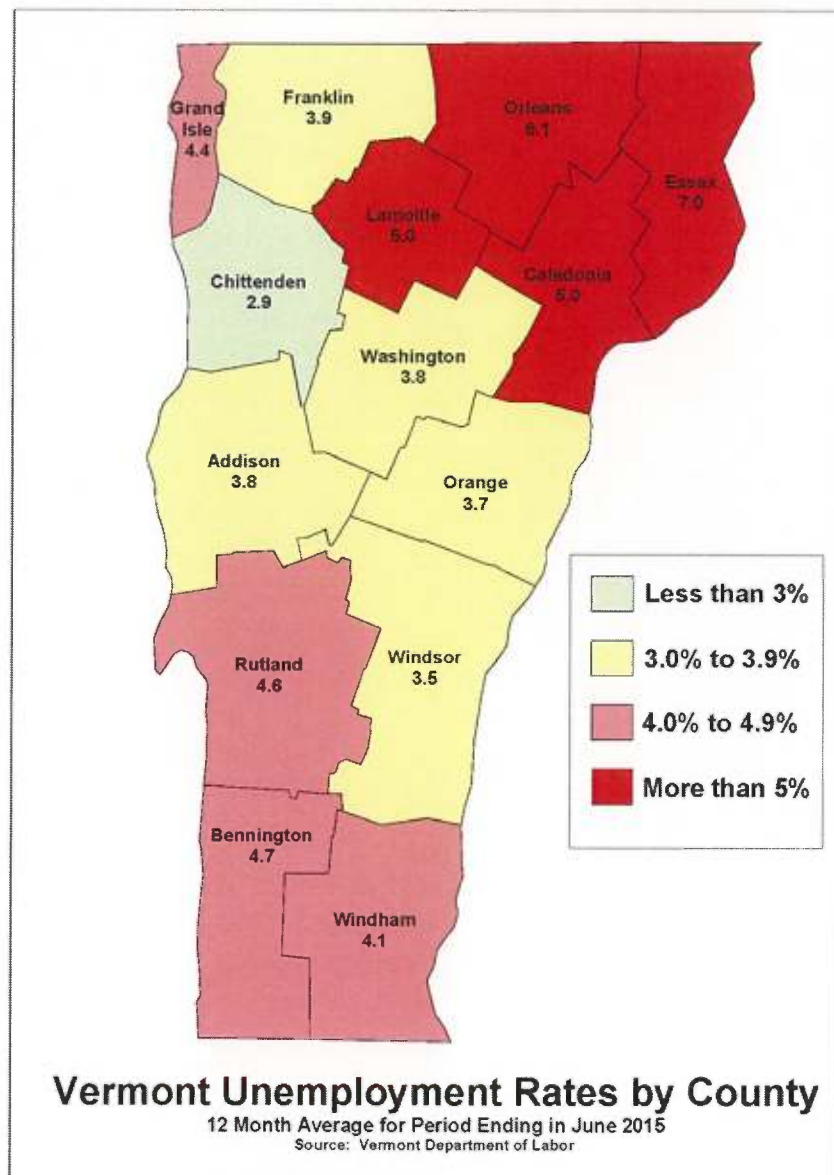 Grand
Isle
4.4
Franklin
3.9
Orleans
6.1
Essex
7.0
Lamoille
5.0
Caledonia
5.0
Chittenden
2.9
Washington
3.8
Addison
3.8
Orange
3.7
Rutland
4.6
Windsor
3.5
Bennington
4.7
Windham
4.1
Less than 3%
3.0% to 3.9%
4.0% to 4.9%
More than 5%
Vermont Unemployment Rates by County
12 Month Average for Period Ending in June 2015
Source: Vermont Department of Labor